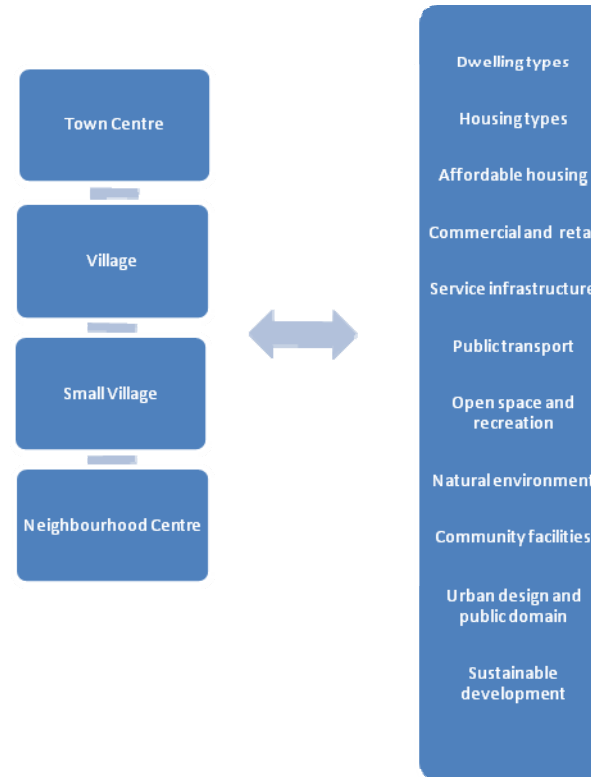 Town Centre
Village
Small Village
Neighbourhood Centre
Dwelling types
Housing types
Affordable housing
Commercial and reta
Service infrastructure
Public transport
Open space and
recreation
Natural environment
Community facilities
Urban design and
public domain
Sustainable
development